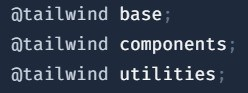 @tailwind base;
@tailwind components;
@tailwind utilities;